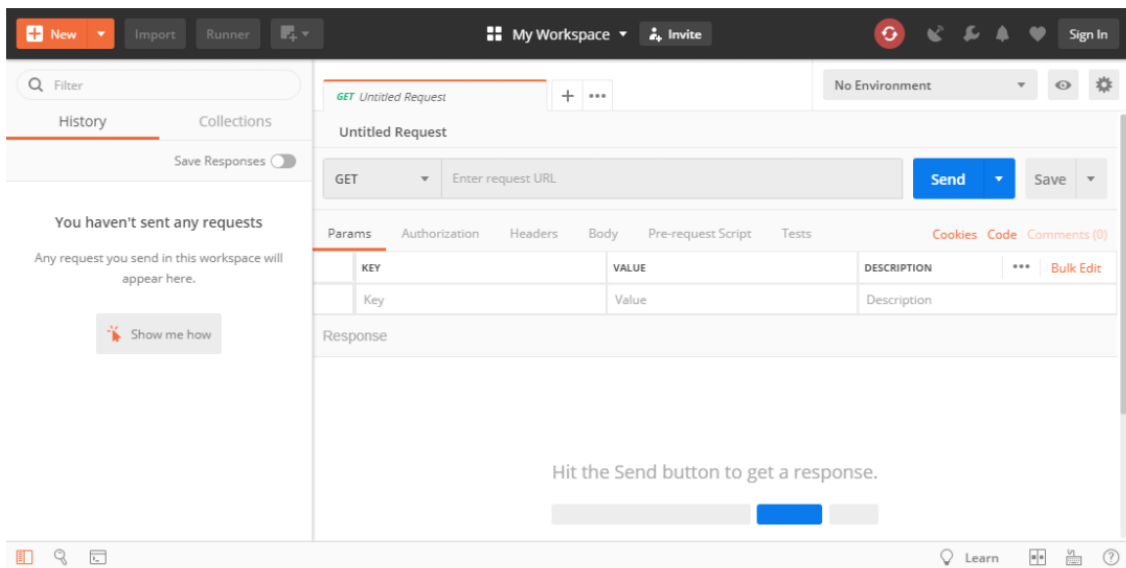 New Import Runner My Workspace Invite Sign In
Filter
History Collections
Save Responses
You haven't sent any requests
Any request you send in this workspace will
appear here.
Show me how
GET Untitled Request
No Environment
Untitled Request
GET Enter request URL Send Save
Params Authorization Headers Body Pre-request Script Tests Cookies Code Comments (0)
KEY VALUE DESCRIPTION Bulk Edit
Key Value Description
Response
Hit the Send button to get a response.
Learn